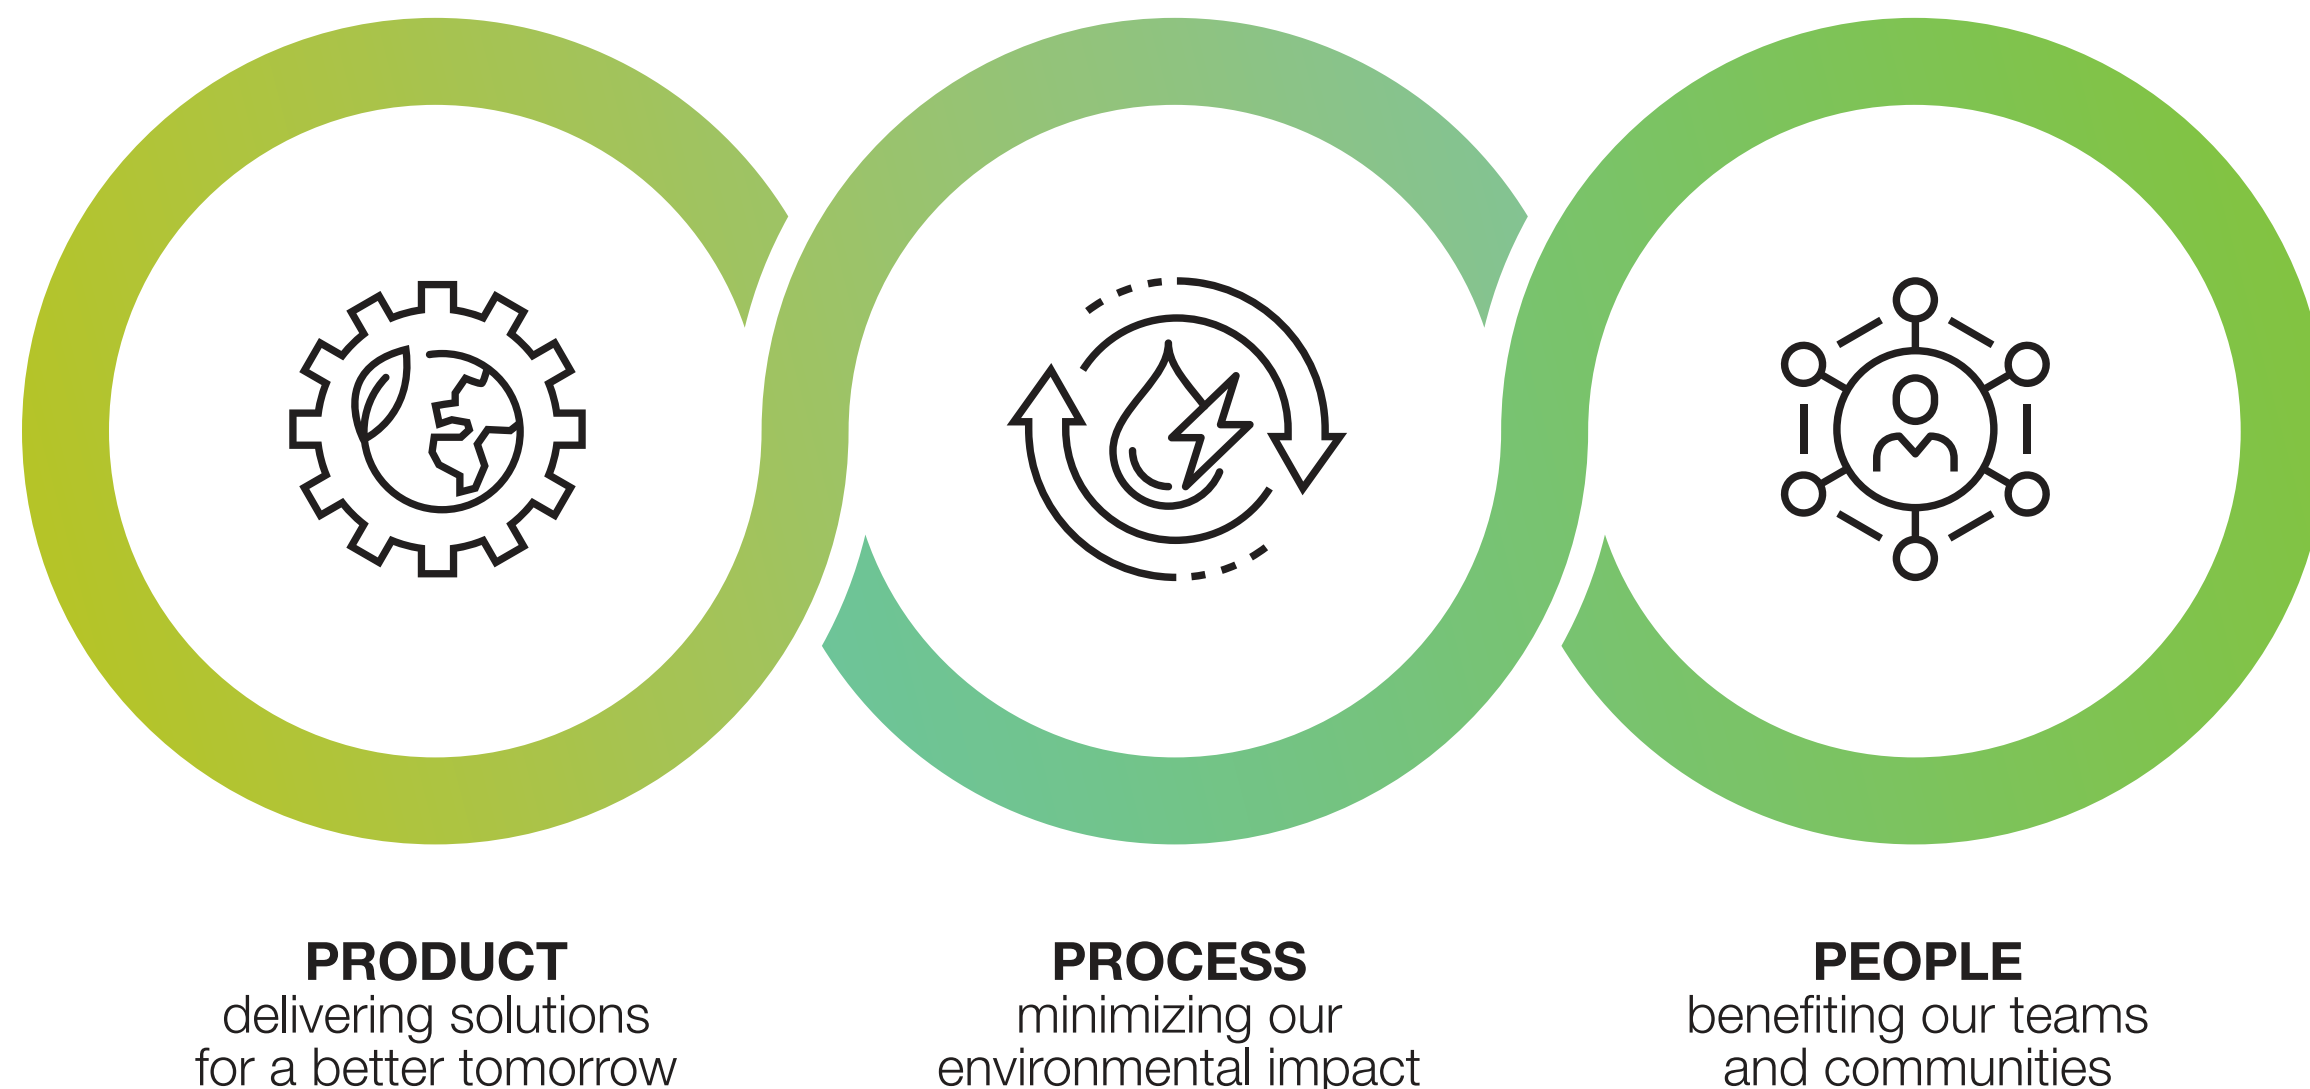 PRODUCT
delivering solutions
for a better tomorrow
PROCESS
minimizing our
environmental impact
PEOPLE
benefiting our teams
and communities